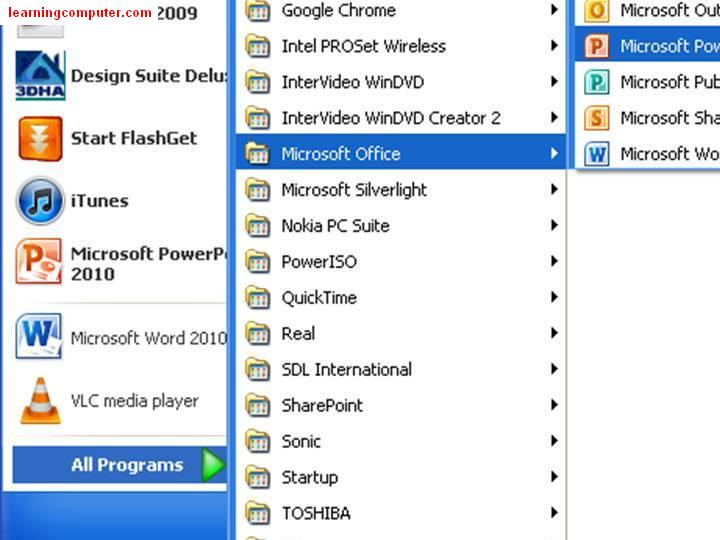 learningcomputer.com
2009
3DHA
Design Suite Delu
Start FlashGet
iTunes
Microsoft PowerP
2010
Microsoft Word 2010
VLC media player
All Programs
Google Chrome
Intel PROSet Wireless
InterVideo WinDVD
InterVideo WinDVD Creator 2
Microsoft Office
Microsoft Silverlight
Nokia PC Suite
PowerISO
QuickTime
Real
SDL International
SharePoint
Sonic
Startup
TOSHIBA
Microsoft Out
Microsoft Pow
Microsoft Pub
Microsoft Sha
Microsoft Wo